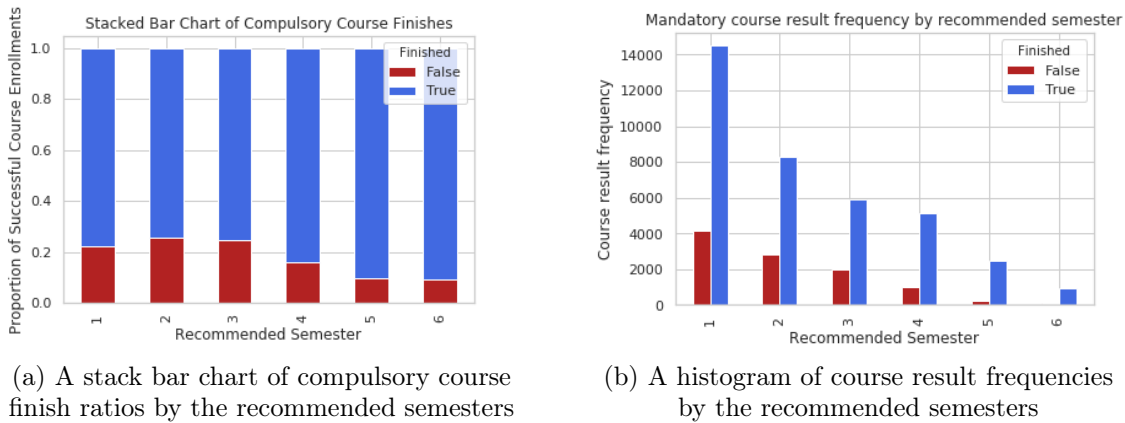 Stacked Bar Chart of Compulsory Course Finishes
Proportion of Successful Course Enrollments
1.0
0.8
0.6
0.4
0.2
0.0
Finished
False
True
1 2 3 4 5 6
Recommended Semester
(a) A stack bar chart of compulsory course
finish ratios by the recommended semesters
Mandatory course result frequency by recommended semester
Course result frequency
14000
12000
10000
8000
6000
4000
2000
0
Finished
False
True
1 2 3 4 5 6
Recommended Semester
(b) A histogram of course result frequencies
by the recommended semesters